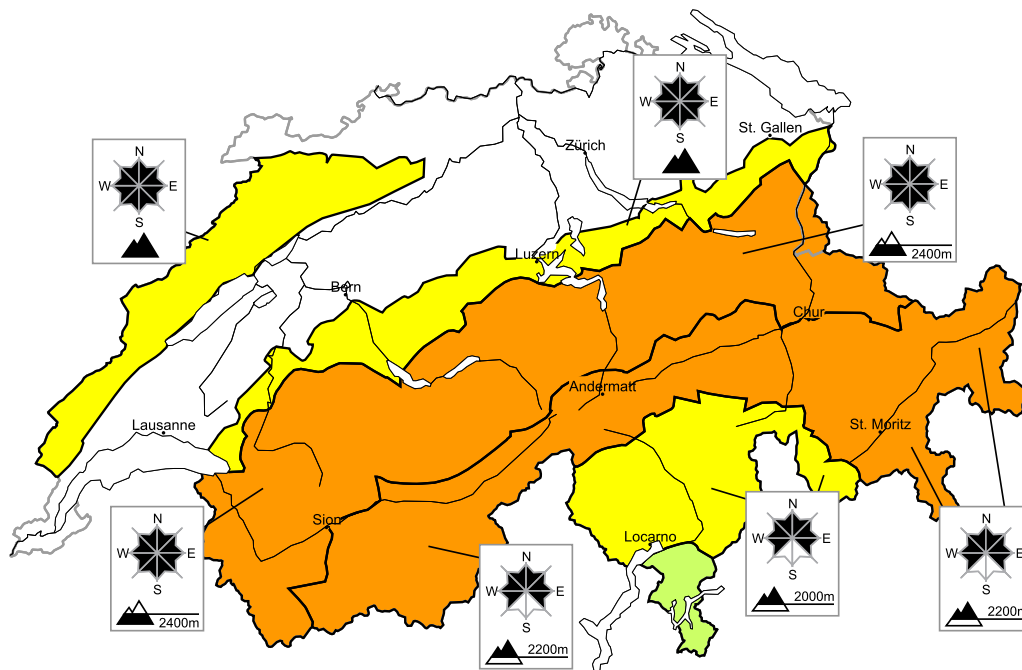 N
W E
S
St. Gallen
Zürich
N
W E
S
N
W E
S
2400m
Luzern
Bern
Chur
Andermatt
Lausanne
St. Moritz
N
W E
S
2400m
Sion
Locarno
N
W E
S
2000m
N
W E
S
2200m
N
W E
S
2200m